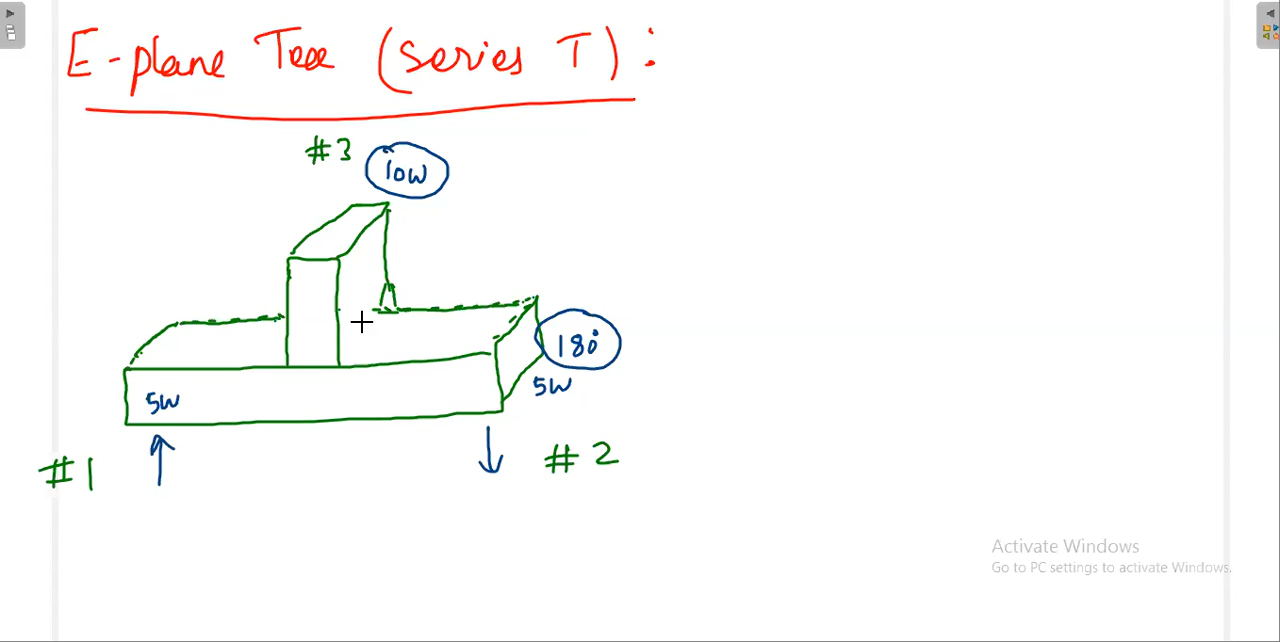 E-plane Tee (series T) :
#3 10W
180°
5W
5W
#1
#2
Activate Windows
Go to PC settings to activate Windows.